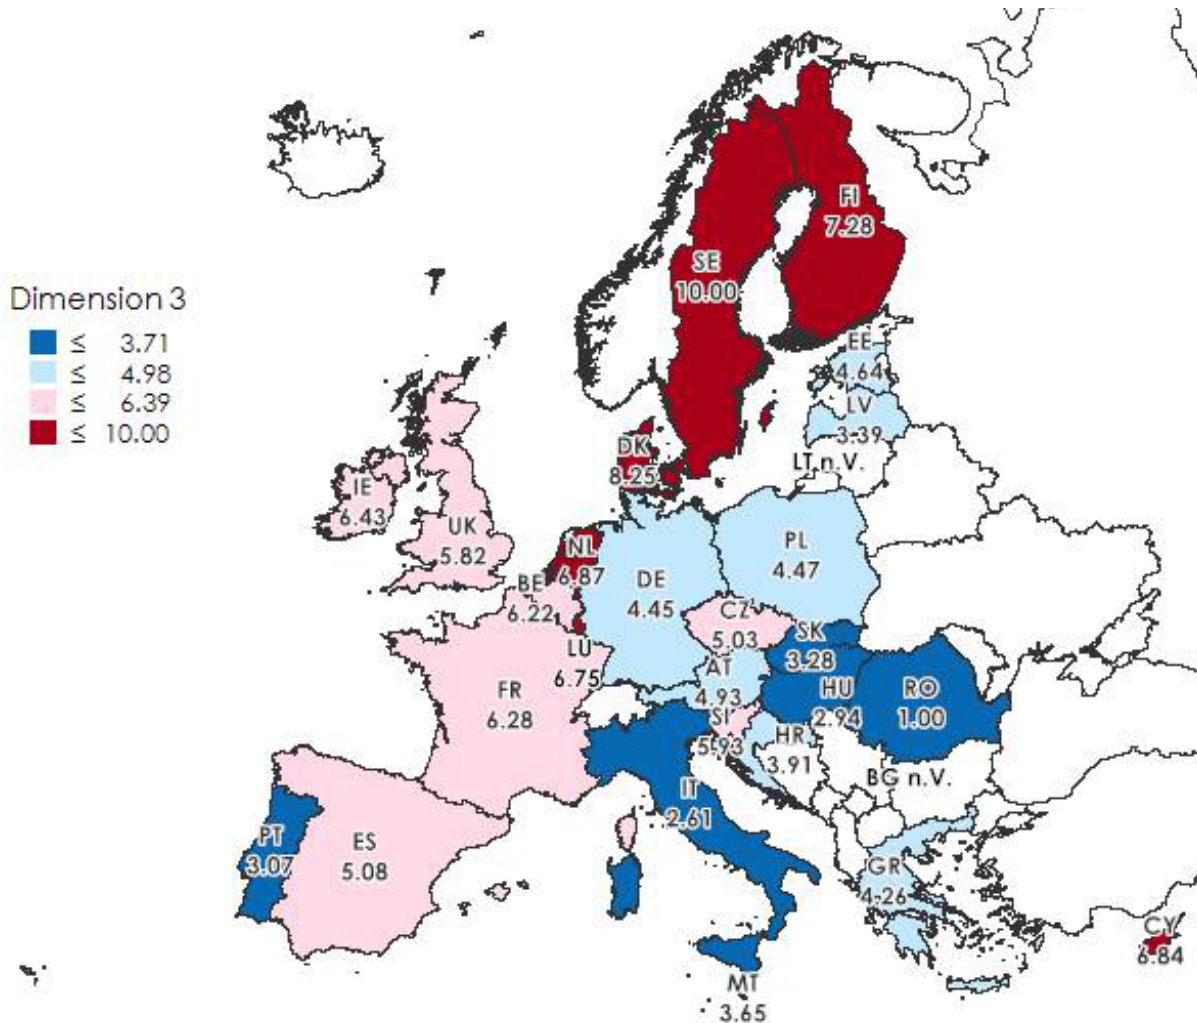 Dimension 3
≤ 3.71
≤ 4.98
≤ 6.39
≤ 10.00
FI
7.28
SE
10.00
EE
4.64
LV
3.39
LT n.V.
DK
8.25
IE
6.43
UK
5.82
NL
6.87
BE
6.22
DE
4.45
PL
4.47
CZ
5.03
SK
3.28
LU
6.75
AT
4.93
FR
6.28
HU
2.94
RO
1.00
SI
5.93
HR
3.91
BG n.V.
IT
2.61
PT
3.07
ES
5.08
GR
4.26
CY
6.84
MT
3.65